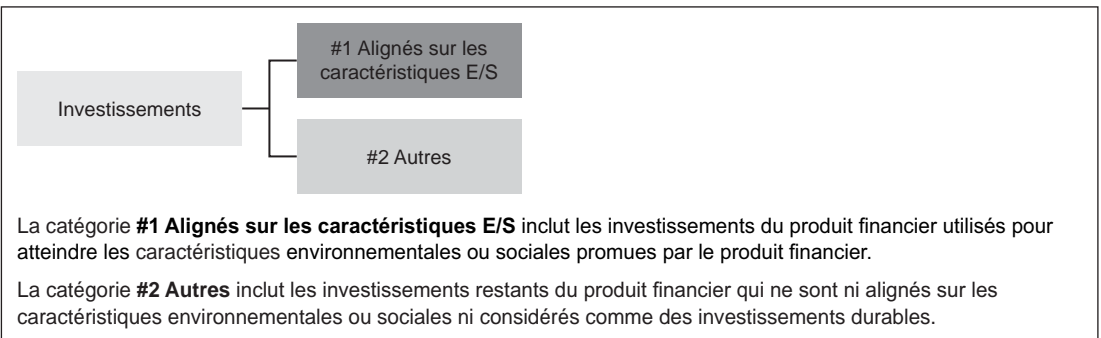 #1 Alignés sur les
caractéristiques E/S
Investissements
#2 Autres
La catégorie #1 Alignés sur les caractéristiques E/S inclut les investissements du produit financier utilisés pour
atteindre les caractéristiques environnementales ou sociales promues par le produit financier.
La catégorie #2 Autres inclut les investissements restants du produit financier qui ne sont ni alignés sur les
caractéristiques environnementales ou sociales ni considérés comme des investissements durables.